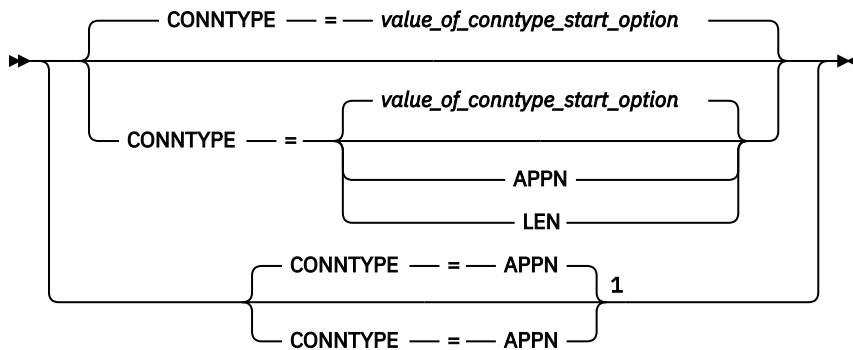 CONNTYPE = value_of_conntype_start_option
value_of_conntype_start_option
CONNTYPE =
APPN
LEN
CONNTYPE = APPN
1
CONNTYPE = APPN